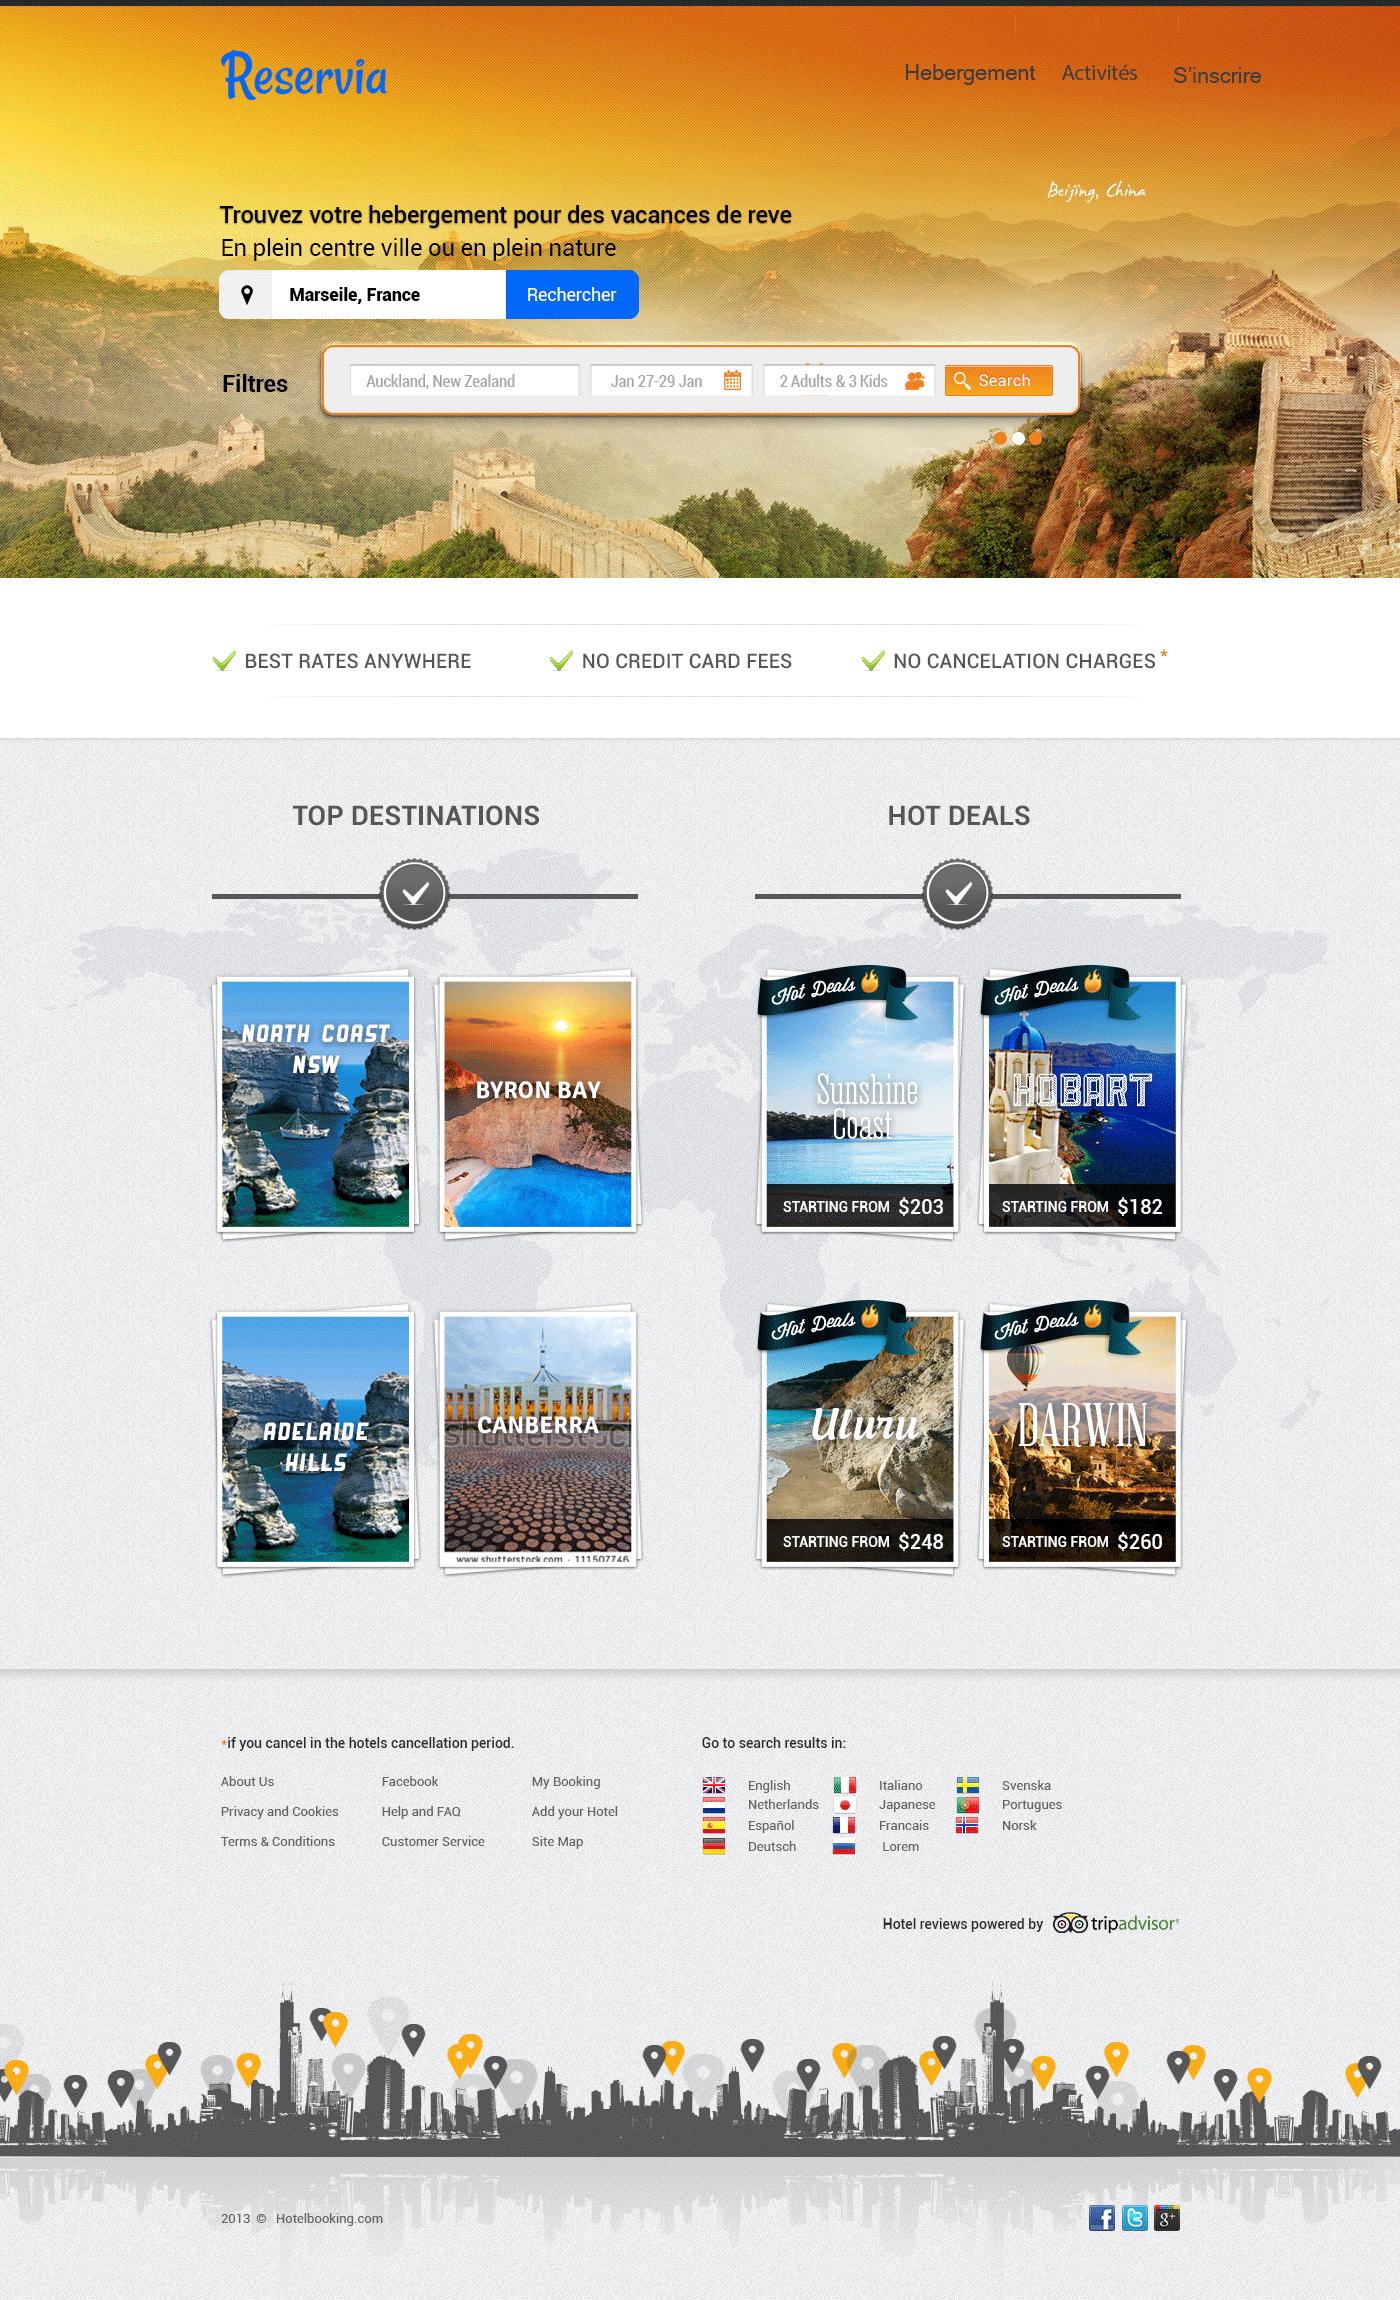 Reservia
Hebergement Activités S'inscrire
Beijing, China
Trouvez votre hebergement pour des vacances de reve
En plein centre ville ou en plein nature
Marseile, France Rechercher
Filtres
Auckland, New Zealand Jan 27-29 Jan 2 Adults & 3 Kids Search
BEST RATES ANYWHERE NO CREDIT CARD FEES NO CANCELATION CHARGES *
TOP DESTINATIONS HOT DEALS
NORTH COAST
NSW
BYRON BAY
Hot Deals
Sunshine
Coast
STARTING FROM $203
Hot Deals
HOBART
STARTING FROM $182
ADELAIDE
HILLS
CANBERRA
www.shutterstock.com · 111507746
Hot Deals
Uluru
STARTING FROM $248
Hot Deals
DARWIN
STARTING FROM $260
*if you cancel in the hotels cancellation period.
About Us Facebook My Booking
Privacy and Cookies Help and FAQ Add your Hotel
Terms & Conditions Customer Service Site Map
Go to search results in:
English Italiano Svenska
Netherlands Japanese Portugues
Español Francais Norsk
Deutsch Lorem
Hotel reviews powered by tripadvisor®
2013 © Hotelbooking.com